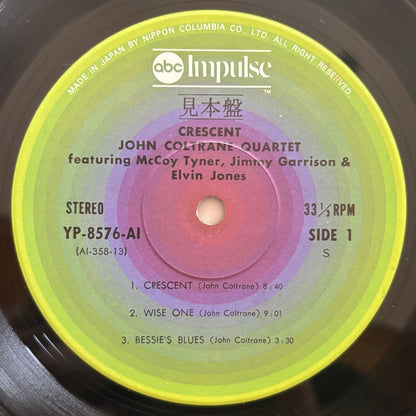 MADE IN JAPAN BY NIPPON COLUMBIA CO., LTD. ALL RIGHT RESERVED
abc Impulse
TM
見本盤
CRESCENT
JOHN COLTRANE QUARTET
featuring McCoy Tyner, Jimmy Garrison &
Elvin Jones
STEREO 33 1/3 RPM
YP-8576-AI SIDE 1
(AI-358-13) S
1. CRESCENT (John Coltrane) 8:40
2. WISE ONE (John Coltrane) 9:01
3. BESSIE'S BLUES (John Coltrane) 3:30